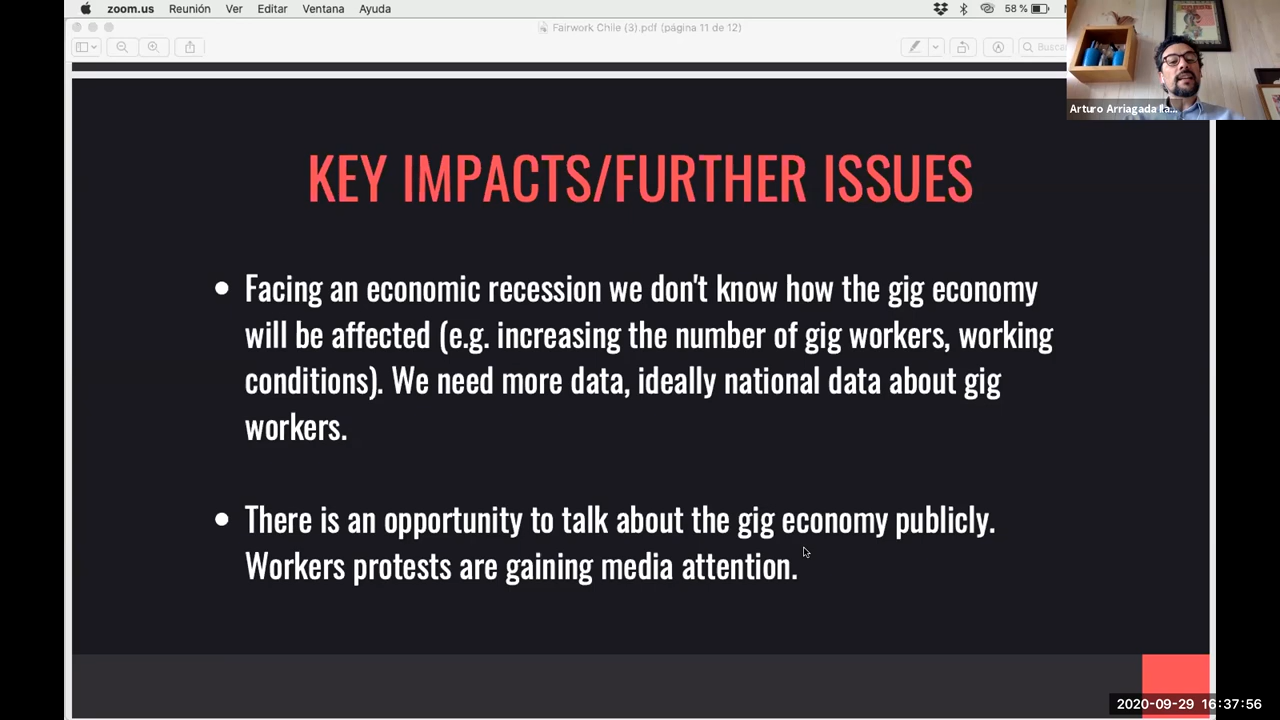 zoom.us Reunión Ver Editar Ventana Ayuda 58 %
Fairwork Chile (3).pdf (página 11 de 12)
Arturo Arriagada Ila...
KEY IMPACTS/FURTHER ISSUES
• Facing an economic recession we don't know how the gig economy
will be affected (e.g. increasing the number of gig workers, working
conditions). We need more data, ideally national data about gig
workers.
• There is an opportunity to talk about the gig economy publicly.
Workers protests are gaining media attention.
2020-09-29 16:37:56